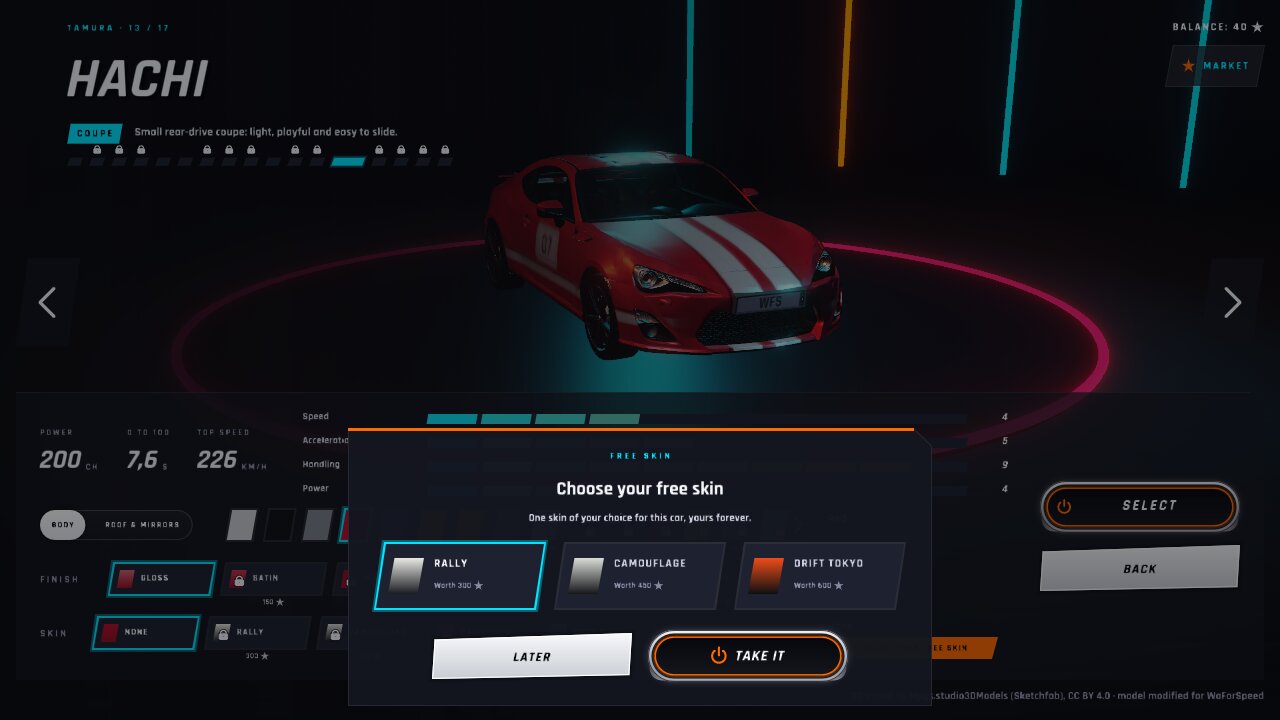 TAMURA · 13 / 17
BALANCE: 40 ★
HACHI
★ MARKET
COUPE
Small rear-drive coupe: light, playful and easy to slide.
07
WFS
Speed
4
Acceleratio
5
Handling
9
Power
4
POWER
0 TO 100
TOP SPEED
200 CH
7,6 S
226 KM/H
BODY
ROOF & MIRRORS
FINISH
GLOSS
SATIN
150 ★
SKIN
NONE
RALLY
300 ★
FREE SKIN
Choose your free skin
One skin of your choice for this car, yours forever.
RALLY
Worth 300 ★
CAMOUFLAGE
Worth 450 ★
DRIFT TOKYO
Worth 600 ★
LATER
TAKE IT
SELECT
BACK
SKIN
.studio3DModels (Sketchfab), CC BY 4.0 · model modified for WaForSpeed